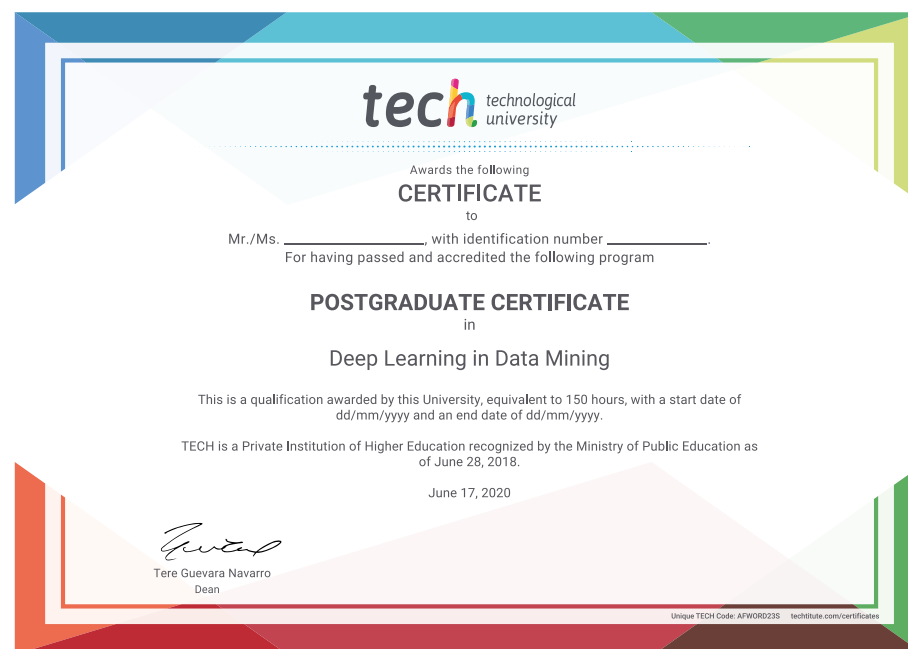 tech technological
university
Awards the following
CERTIFICATE
to
Mr./Ms. ____________, with identification number _________.
For having passed and accredited the following program
POSTGRADUATE CERTIFICATE
in
Deep Learning in Data Mining
This is a qualification awarded by this University, equivalent to 150 hours, with a start date of
dd/mm/yyyy and an end date of dd/mm/yyyy.
TECH is a Private Institution of Higher Education recognized by the Ministry of Public Education as
of June 28, 2018.
June 17, 2020
Tere Guevara Navarro
Dean
Unique TECH Code: AFWORD23S techtitute.com/certificates